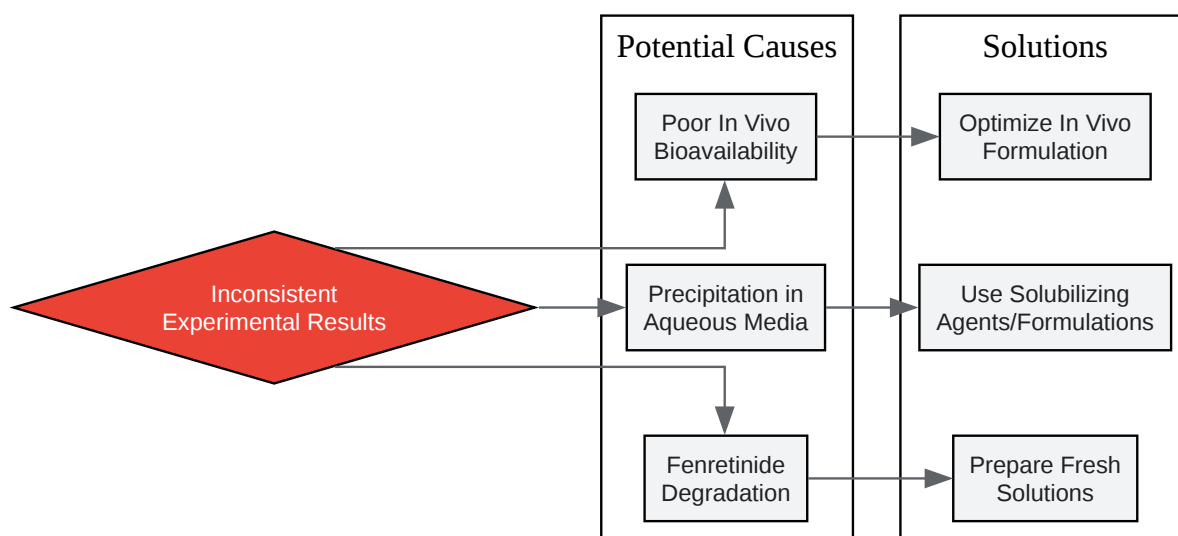 Potential Causes
Solutions
Poor In Vivo
Bioavailability
Optimize In Vivo
Formulation
Inconsistent
Experimental Results
Precipitation in
Aqueous Media
Use Solubilizing
Agents/Formulations
Fenretinide
Degradation
Prepare Fresh
Solutions